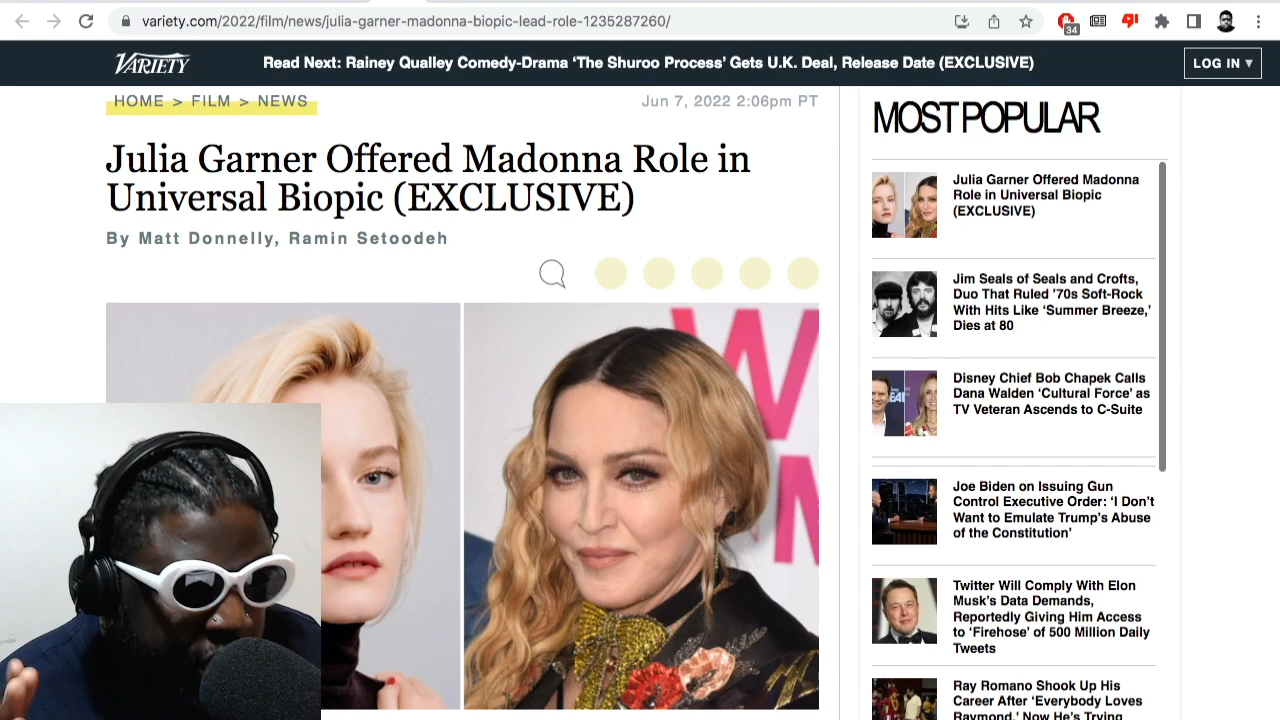 variety.com/2022/film/news/julia-garner-madonna-biopic-lead-role-1235287260/
34
VARIETY
Read Next: Rainey Qualley Comedy-Drama ‘The Shuroo Process’ Gets U.K. Deal, Release Date (EXCLUSIVE)
LOG IN ▾
HOME > FILM > NEWS
Jun 7, 2022 2:06pm PT
Julia Garner Offered Madonna Role in
Universal Biopic (EXCLUSIVE)
By Matt Donnelly, Ramin Setoodeh
W
M
MOST POPULAR
Julia Garner Offered Madonna
Role in Universal Biopic
(EXCLUSIVE)
Jim Seals of Seals and Crofts,
Duo That Ruled ’70s Soft-Rock
With Hits Like ‘Summer Breeze,’
Dies at 80
Disney Chief Bob Chapek Calls
Dana Walden ‘Cultural Force’ as
TV Veteran Ascends to C-Suite
Joe Biden on Issuing Gun
Control Executive Order: ‘I Don’t
Want to Emulate Trump’s Abuse
of the Constitution’
Twitter Will Comply With Elon
Musk’s Data Demands,
Reportedly Giving Him Access
to ‘Firehose’ of 500 Million Daily
Tweets
Ray Romano Shook Up His
Career After ‘Everybody Loves
Raymond.’ Now He’s Trying